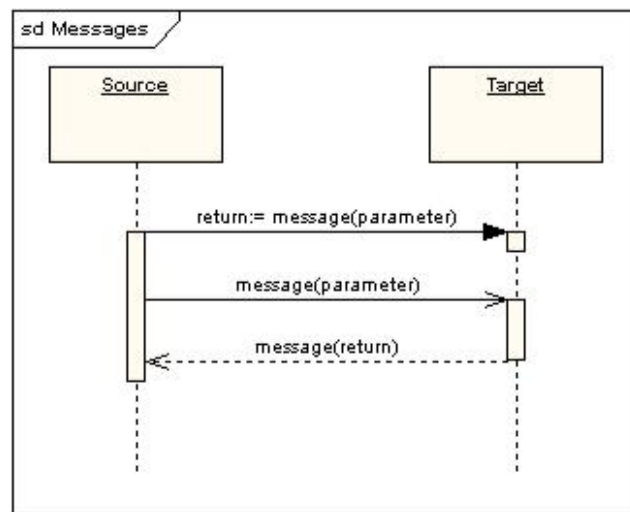 sd Messages
Source
Target
return:= message(parameter)
message(parameter)
message(return)